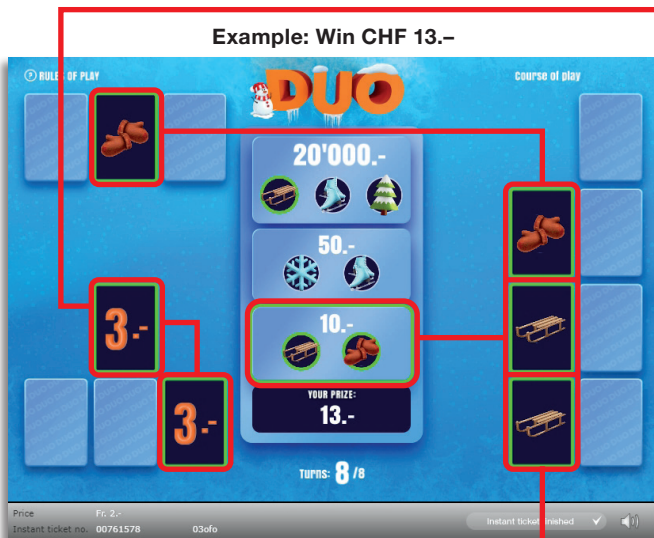 Example: Win CHF 13.–
? RULES OF PLAY
DUO
Course of play
20'000.-
50.-
10.-
3.-
3.-
YOUR PRIZE:
13.-
Turns: 8 /8
Price Fr. 2.-
Instant ticket no. 00761578 03ofo
Instant ticket finished